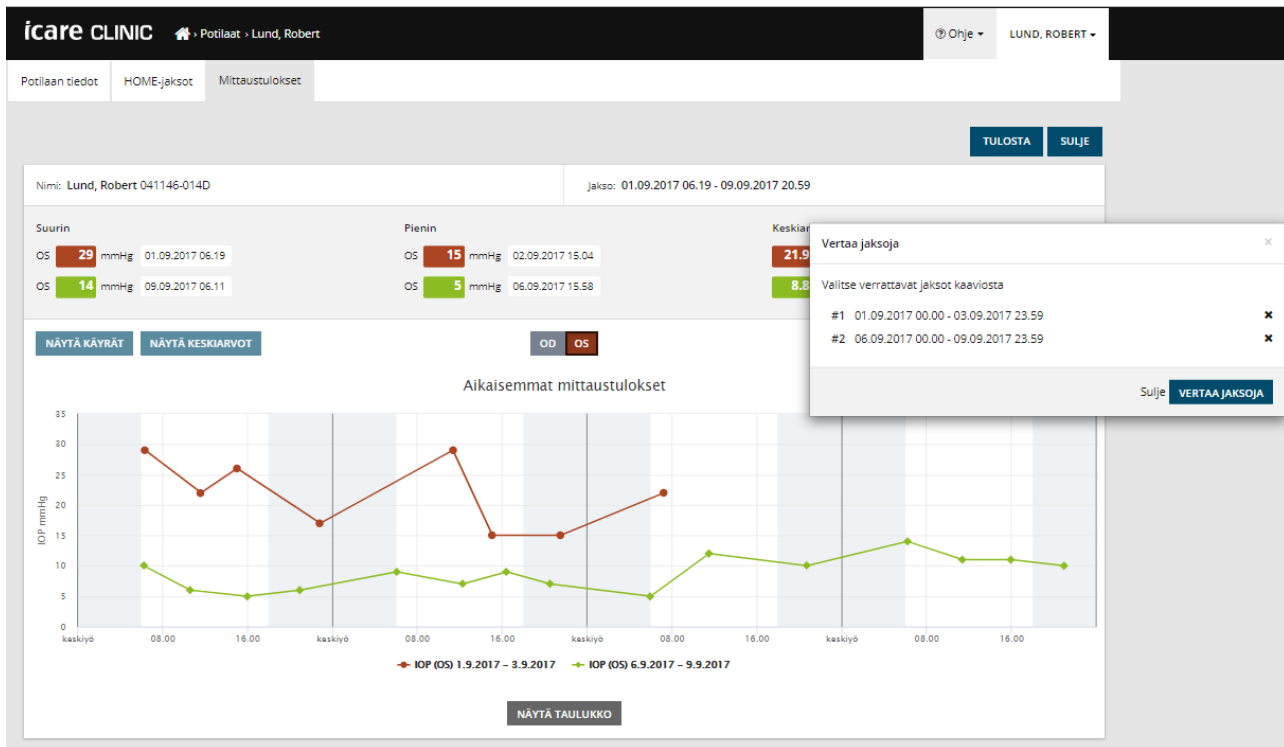 icare CLINIC › Potilaat › Lund, Robert
Ohje LUND, ROBERT
Potilaan tiedot HOME-jaksot Mittaustulokset
TULOSTA SULJE
Nimi: Lund, Robert 041146-014D Jakso: 01.09.2017 06.19 - 09.09.2017 20.59
Suurin Pienin Keskiar
OS 29 mmHg 01.09.2017 06.19 OS 15 mmHg 02.09.2017 15.04 21.9
OS 14 mmHg 09.09.2017 06.11 OS 5 mmHg 06.09.2017 15.58 8.8
Vertaa jaksoja ×
Valitse verrattavat jaksot kaaviosta
#1 01.09.2017 00.00 - 03.09.2017 23.59 ✖
#2 06.09.2017 00.00 - 09.09.2017 23.59 ✖
Sulje VERTAA JAKSOJA
NÄYTÄ KÄYRÄT NÄYTÄ KESKIARVOT OD OS
Aikaisemmat mittaustulokset
IOP mmHg
35
30
25
20
15
10
5
0
keskiyö 08.00 16.00 keskiyö 08.00 16.00 keskiyö 08.00 16.00 keskiyö 08.00 16.00
IOP (OS) 1.9.2017 – 3.9.2017 IOP (OS) 6.9.2017 – 9.9.2017
NÄYTÄ TAULUKKO